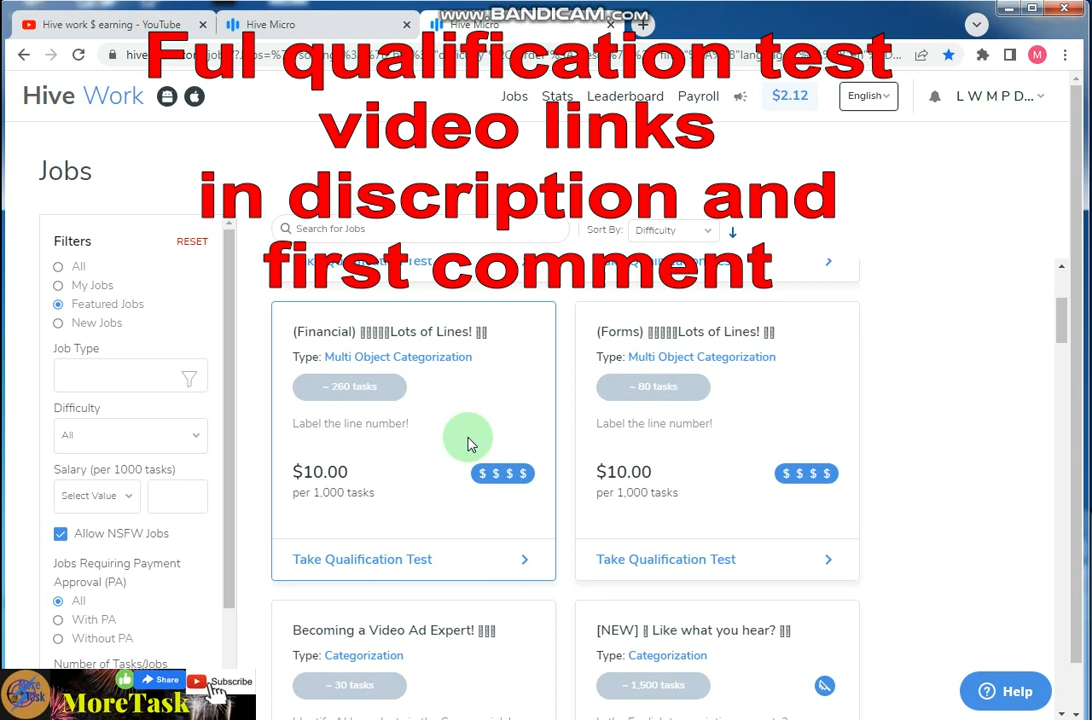 www.BANDICAM.com
Hive work $ earning - YouTube
Hive Micro
Hive Micro
Ful qualification test
video links
in discription and
first comment
Hive Work
Jobs
Stats
Leaderboard
Payroll
$2.12
English
L W M P D...
Jobs
Filters
RESET
Search for Jobs
Sort By:
Difficulty
All
My Jobs
Featured Jobs
New Jobs
Job Type
Difficulty
All
Salary (per 1000 tasks)
Select Value
Allow NSFW Jobs
Jobs Requiring Payment
Approval (PA)
All
With PA
Without PA
Number of Tasks/Jobs
(Financial) Lots of Lines!
Type: Multi Object Categorization
~ 260 tasks
Label the line number!
$10.00
$ $ $ $
per 1,000 tasks
Take Qualification Test
(Forms) Lots of Lines!
Type: Multi Object Categorization
~ 80 tasks
Label the line number!
$10.00
$ $ $ $
per 1,000 tasks
Take Qualification Test
Becoming a Video Ad Expert!
Type: Categorization
~ 30 tasks
[NEW] Like what you hear?
Type: Categorization
~ 1,500 tasks
Help
Share
Subscribe
More
Task
MoreTask
M